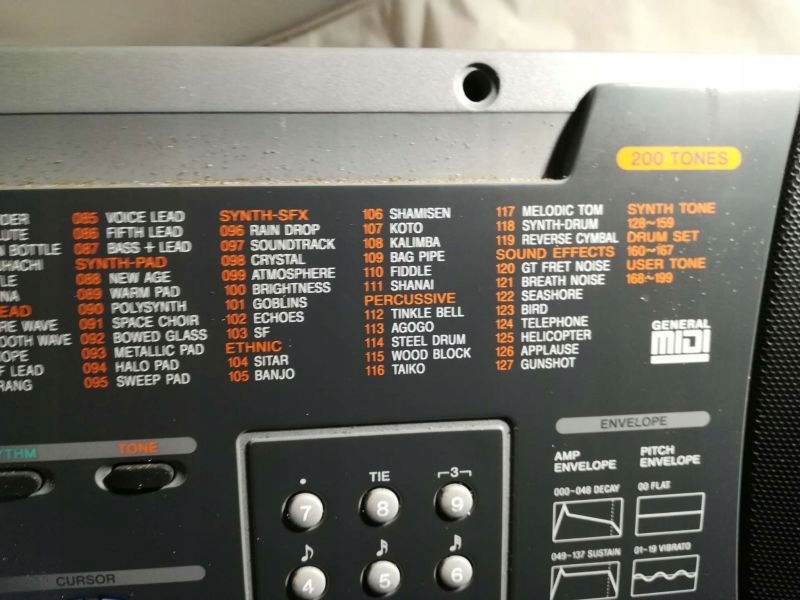 200 TONES
085 VOICE LEAD
086 FIFTH LEAD
087 BASS + LEAD
SYNTH-PAD
088 NEW AGE
089 WARM PAD
090 POLYSYNTH
091 SPACE CHOIR
092 BOWED GLASS
093 METALLIC PAD
094 HALO PAD
095 SWEEP PAD
SYNTH-SFX
096 RAIN DROP
097 SOUNDTRACK
098 CRYSTAL
099 ATMOSPHERE
100 BRIGHTNESS
101 GOBLINS
102 ECHOES
103 SF
ETHNIC
104 SITAR
105 BANJO
106 SHAMISEN
107 KOTO
108 KALIMBA
109 BAG PIPE
110 FIDDLE
111 SHANAI
PERCUSSIVE
112 TINKLE BELL
113 AGOGO
114 STEEL DRUM
115 WOOD BLOCK
116 TAIKO
117 MELODIC TOM
118 SYNTH-DRUM
119 REVERSE CYMBAL
SOUND EFFECTS
120 GT FRET NOISE
121 BREATH NOISE
122 SEASHORE
123 BIRD
124 TELEPHONE
125 HELICOPTER
126 APPLAUSE
127 GUNSHOT
SYNTH TONE
128~159
DRUM SET
160~167
USER TONE
168~199
GENERAL
MIDI
BOTTLE
WAVE
WAVE
LEAD
THM
TONE
CURSOR
TIE
3
7
8
9
4
5
6
ENVELOPE
AMP
ENVELOPE
000~048 DECAY
049~137 SUSTAIN
PITCH
ENVELOPE
00 FLAT
01~19 VIBRATO